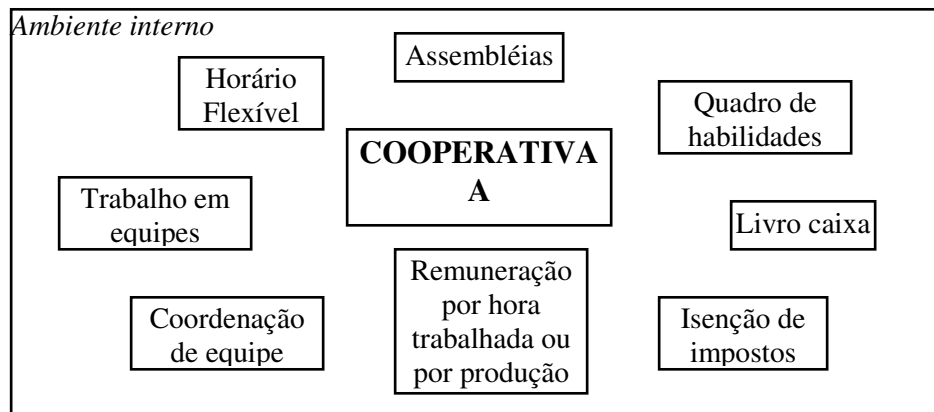 Ambiente interno
Assembléias
Horário
Flexível
Quadro de
habilidades
COOPERATIVA
A
Trabalho em
equipes
Livro caixa
Remuneração
por hora
trabalhada ou
por produção
Coordenação
de equipe
Isenção de
impostos